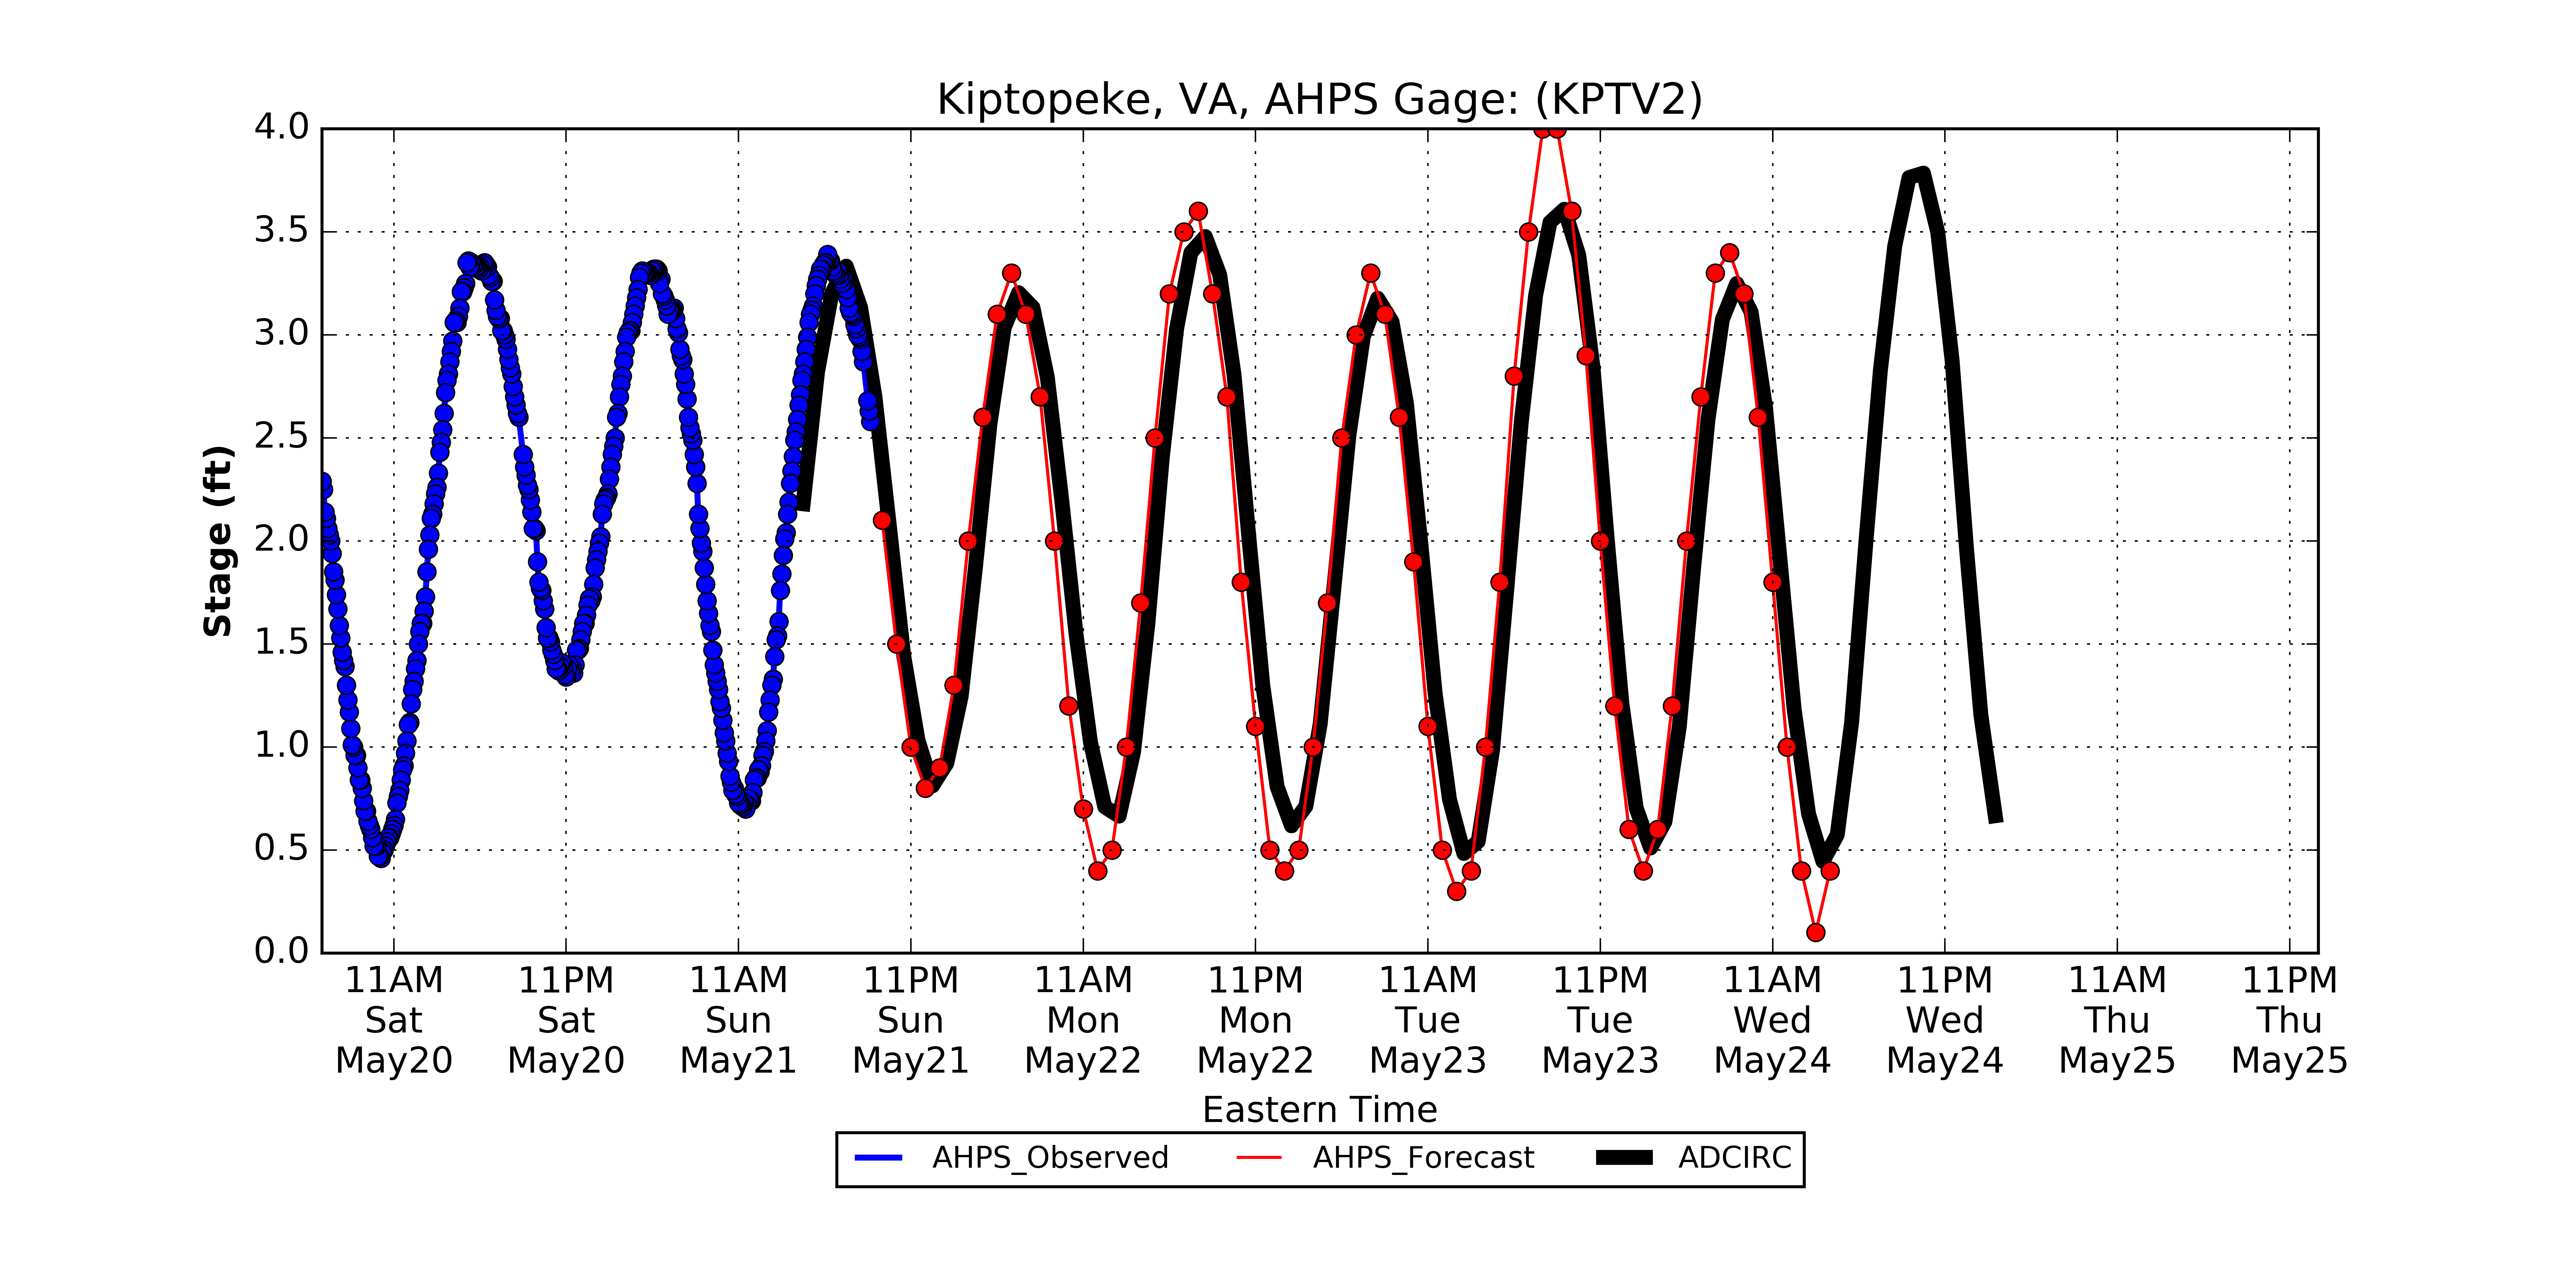 Kiptopeke, VA, AHPS Gage: (KPTV2)
4.0
3.5
3.0
2.5
2.0
1.5
1.0
0.5
0.0
Stage (ft)
11AM 11PM 11AM 11PM 11AM 11PM 11AM 11PM 11AM 11PM 11AM 11PM
Sat Sat Sun Sun Mon Mon Tue Tue Wed Wed Thu Thu
May20 May20 May21 May21 May22 May22 May23 May23 May24 May24 May25 May25
Eastern Time
AHPS_Observed AHPS_Forecast ADCIRC